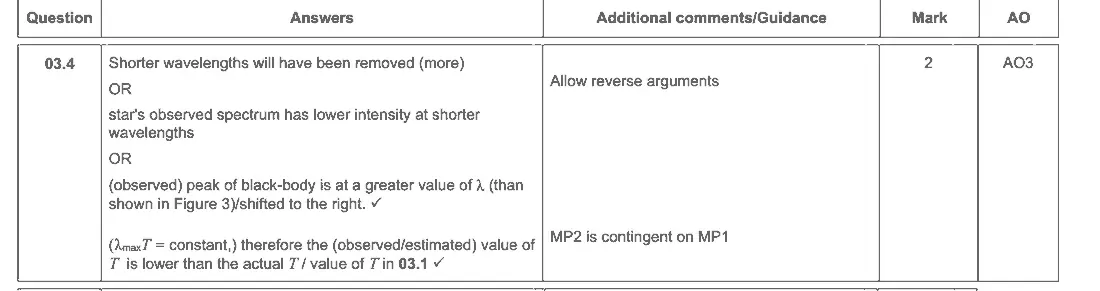 Question Answers Additional comments/Guidance Mark AO
03.4 Shorter wavelengths will have been removed (more) 2 AO3
Allow reverse arguments
OR
star's observed spectrum has lower intensity at shorter
wavelengths
OR
(observed) peak of black-body is at a greater value of λ (than
shown in Figure 3)/shifted to the right. ✓
MP2 is contingent on MP1
(λmaxT = constant,) therefore the (observed/estimated) value of
T is lower than the actual T / value of T in 03.1 ✓